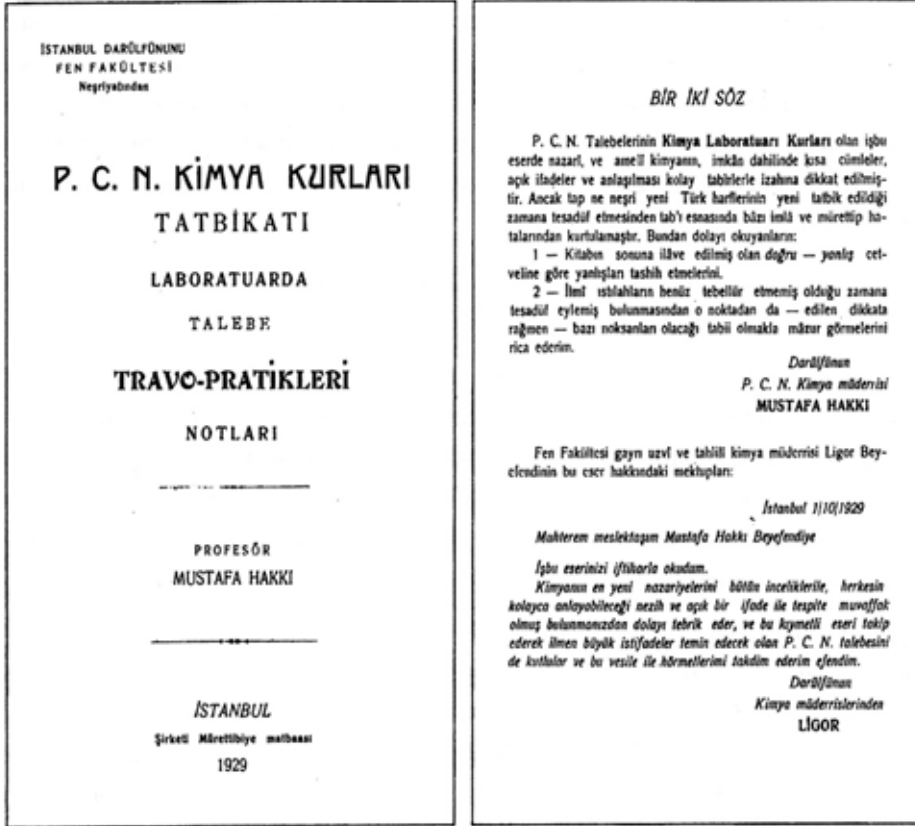 İSTANBUL DARÜLFÜNUNU
FEN FAKÜLTESİ
Neşriyatından
P. C. N. KİMYA KURLARI
TATBİKATI
LABORATUARDA
TALEBE
TRAVO-PRATİKLERİ
NOTLARI
PROFESÖR
MUSTAFA HAKKI
İSTANBUL
Şirketi Mürettibiye matbaası
1929
BİR İKİ SÖZ
P. C. N. Talebelerinin Kimya Laboratuarı Kurları olan işbu
eserde nazarî, ve amelî kimyanın, imkân dahilinde kısa cümleler,
açık ifadeler ve anlaşılması kolay tabirlerle izahına dikkat edilmiş-
tir. Ancak tap ne neşri yeni Türk harflerinin yeni tatbik edildiği
zamana tesadüf etmesinden tab'ı esnasında bâzı imlâ ve mürettip ha-
talarından kurtulamaştır. Bundan dolayı okuyanların:
1 — Kitabın sonuna ilâve edilmiş olan doğru — yanlış cet-
veline göre yanlışları tashih etmelerini.
2 — İlmî ıstılahların henüz tebellür etmemiş olduğu zamana
tesadüf eylemiş bulunmasından o noktadan da — edilen dikkata
rağmen — bazı noksanları olacağı tabii olmakla mâzur görmelerini
rica ederim.
Darülfünun
P. C. N. Kimya müderrisi
MUSTAFA HAKKI
Fen Fakültesi gayrı uzvî ve tahlilî kimya müderrisi Ligor Bey-
efendinin bu eser hakkındaki mektupları:
İstanbul 1/10/1929
Muhterem meslektaşım Mustafa Hakkı Beyefendiye
İşbu eserinizi iftiharla okudum.
Kimyanın en yeni nazariyelerini bütün inceliklerile, herkesin
kolayca anlayabileceği nezih ve açık bir ifade ile tespite muvaffak
olmuş bulunmanızdan dolayı tebrik eder, ve bu kıymetli eseri takip
ederek ilmen büyük istifadeler temin edecek olan P. C. N. talebesini
de kutlular ve bu vesile ile hörmetlerimi takdim ederim efendim.
Darülfünun
Kimya müderrislerinden
LİGOR